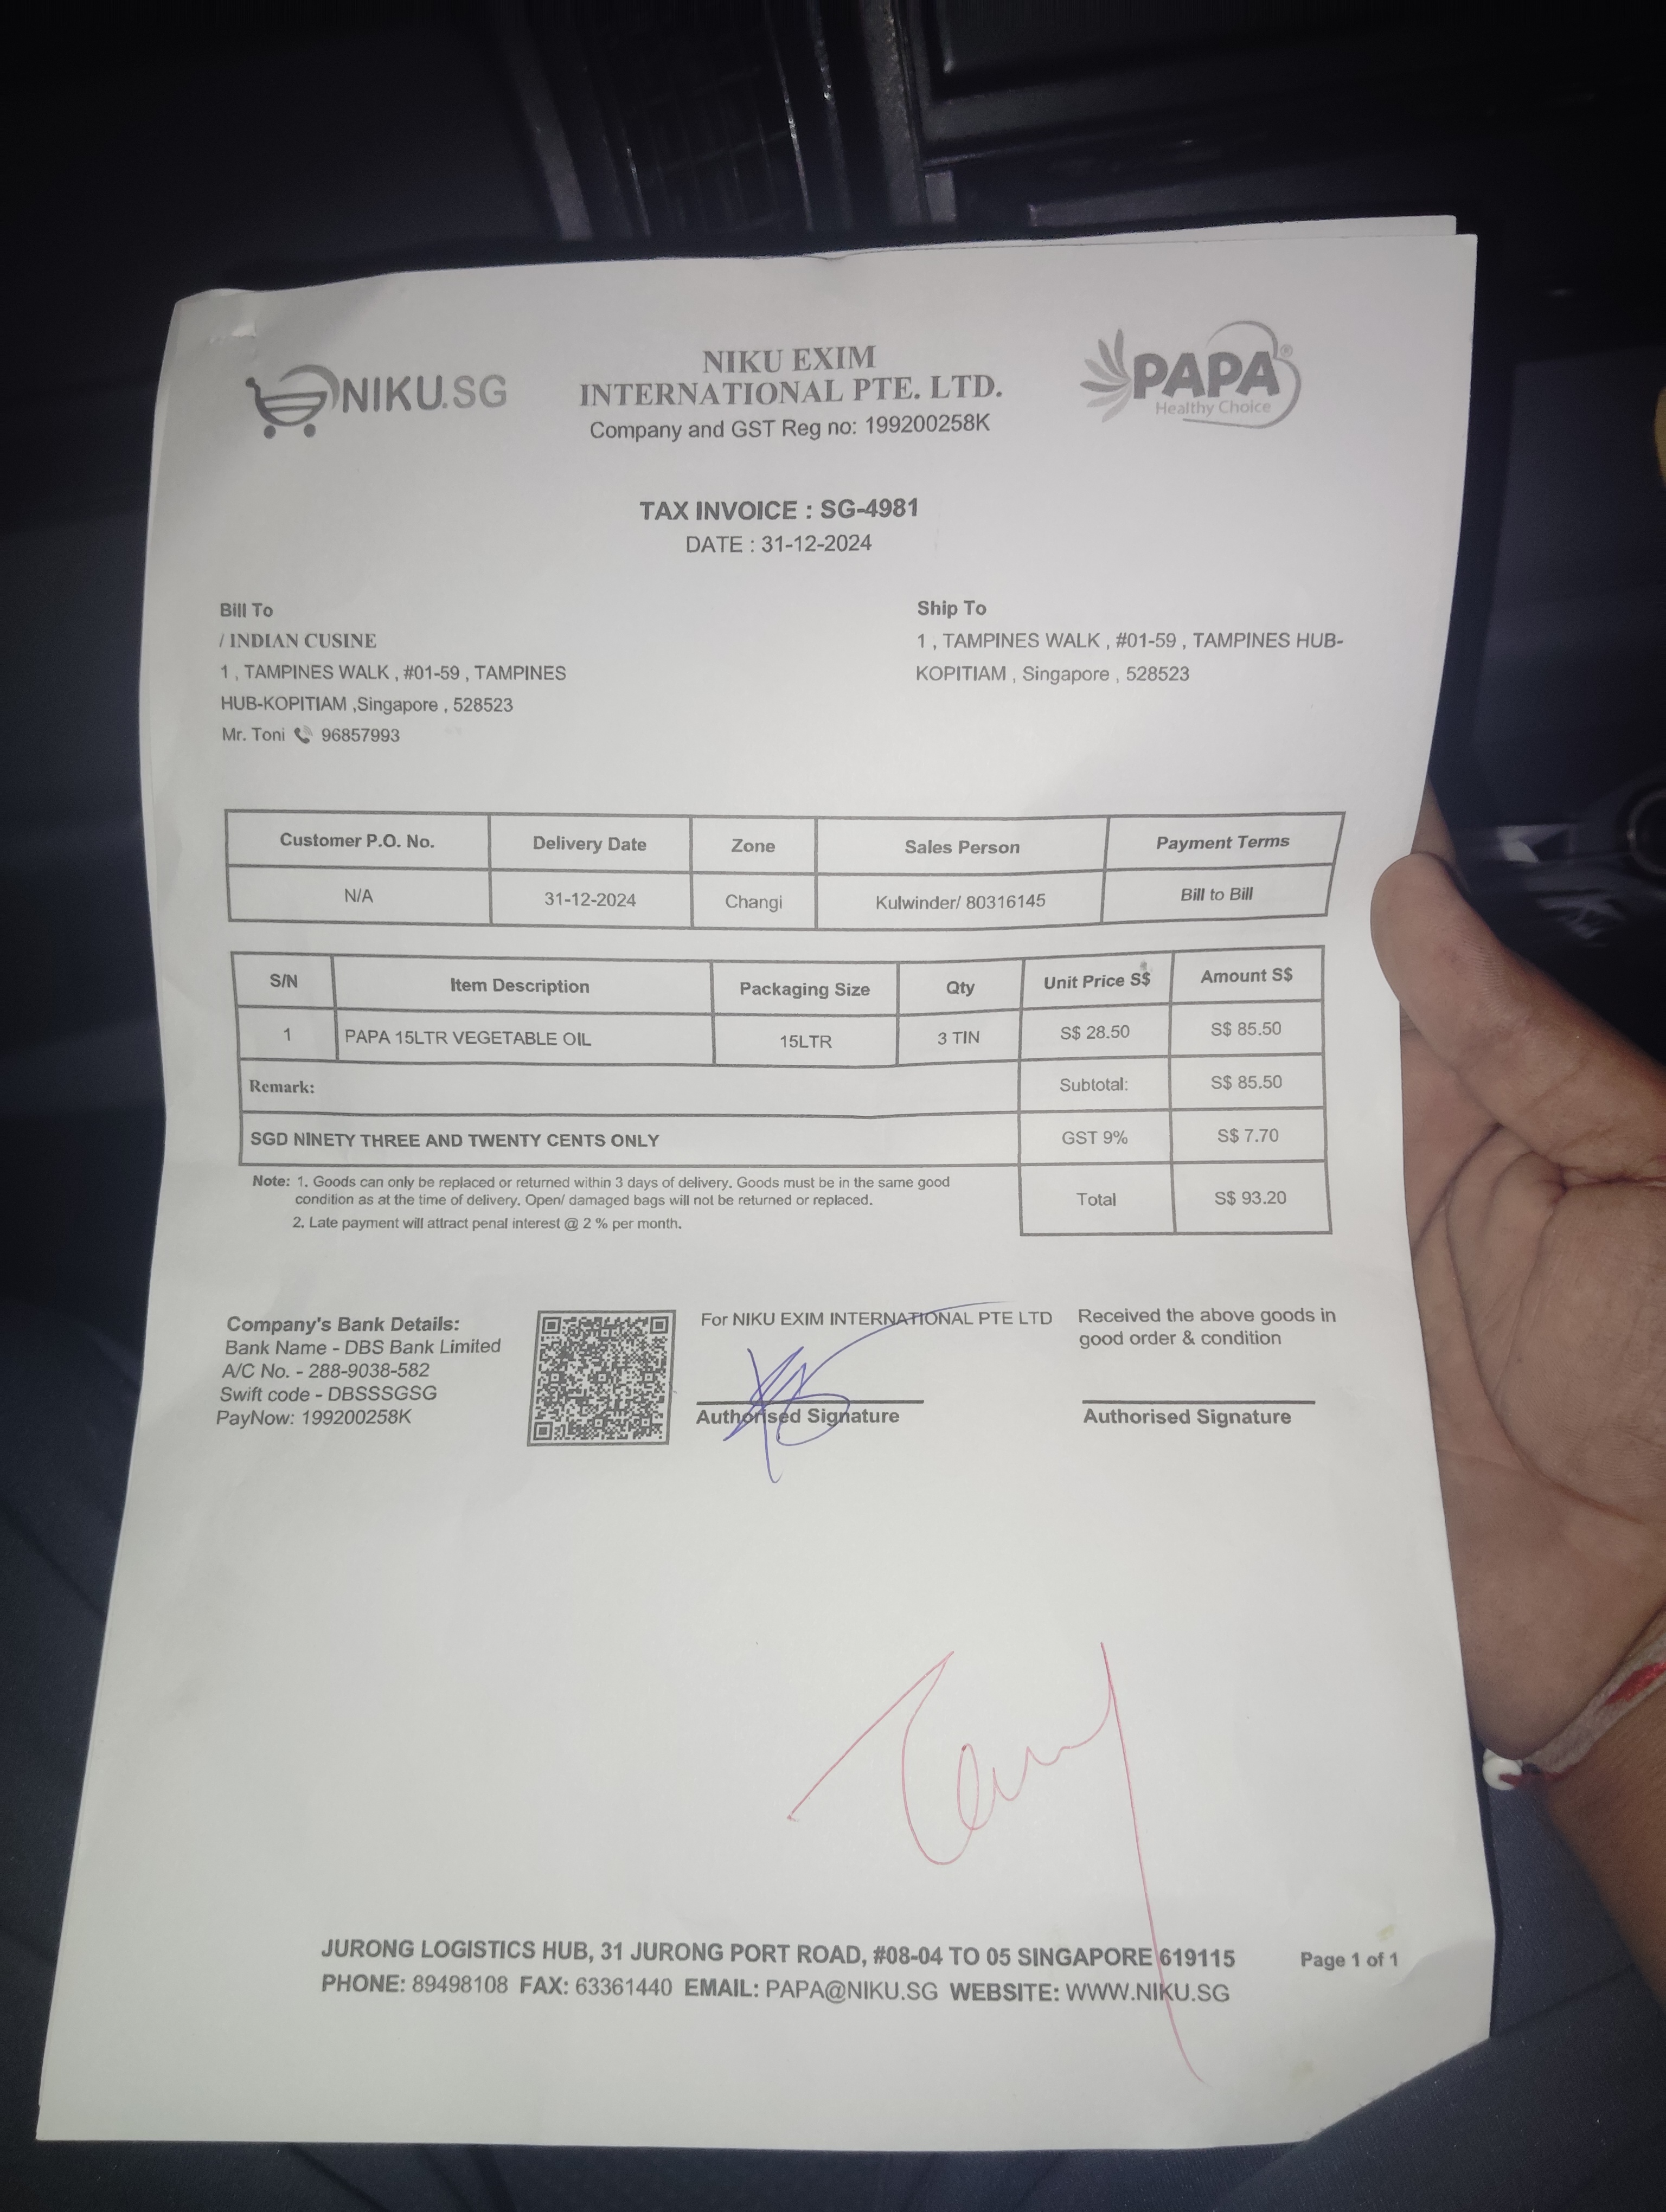 NIKU.SG
NIKU EXIM
INTERNATIONAL PTE. LTD.
Company and GST Reg no: 199200258K
PAPA®
Healthy Choice
TAX INVOICE : SG-4981
DATE : 31-12-2024
Bill To
/ INDIAN CUSINE
1 , TAMPINES WALK , #01-59 , TAMPINES
HUB-KOPITIAM ,Singapore , 528523
Mr. Toni 96857993
Ship To
1 , TAMPINES WALK , #01-59 , TAMPINES HUB-
KOPITIAM , Singapore , 528523
Customer P.O. No. Delivery Date Zone Sales Person Payment Terms
N/A 31-12-2024 Changi Kulwinder/ 80316145 Bill to Bill
S/N Item Description Packaging Size Qty Unit Price S$ Amount S$
1 PAPA 15LTR VEGETABLE OIL 15LTR 3 TIN S$ 28.50 S$ 85.50
Remark: Subtotal: S$ 85.50
SGD NINETY THREE AND TWENTY CENTS ONLY GST 9% S$ 7.70
Total S$ 93.20
Note: 1. Goods can only be replaced or returned within 3 days of delivery. Goods must be in the same good
condition as at the time of delivery. Open/ damaged bags will not be returned or replaced.
2. Late payment will attract penal interest @ 2 % per month.
Company's Bank Details:
Bank Name - DBS Bank Limited
A/C No. - 288-9038-582
Swift code - DBSSSGSG
PayNow: 199200258K
For NIKU EXIM INTERNATIONAL PTE LTD
Authorised Signature
Received the above goods in
good order & condition
Authorised Signature
JURONG LOGISTICS HUB, 31 JURONG PORT ROAD, #08-04 TO 05 SINGAPORE 619115
Page 1 of 1
PHONE: 89498108 FAX: 63361440 EMAIL: PAPA@NIKU.SG WEBSITE: WWW.NIKU.SG